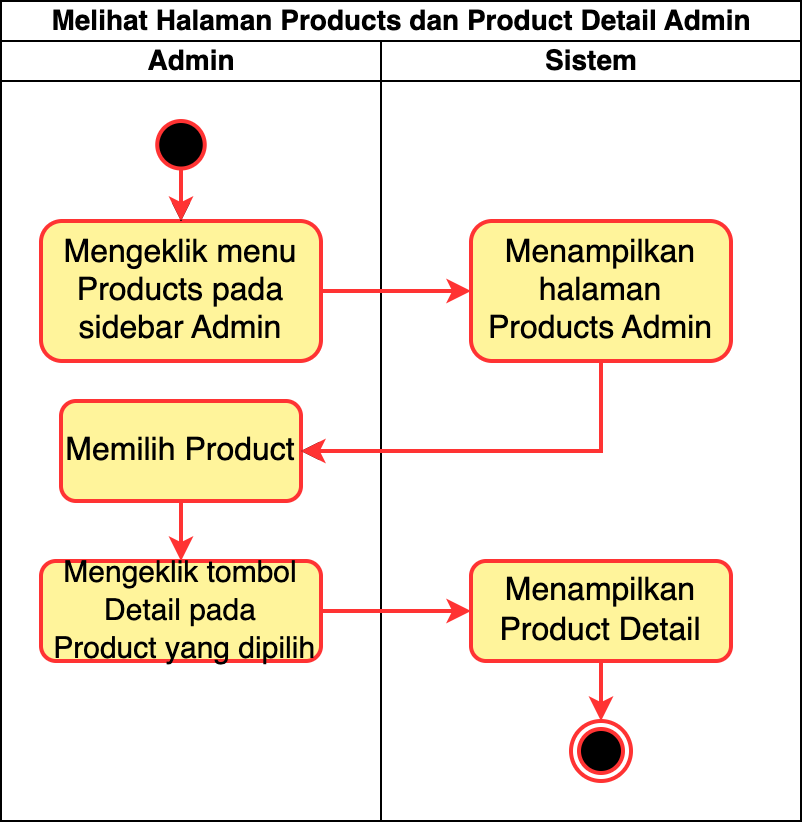 Melihat Halaman Products dan Product Detail Admin
Admin
Sistem
Mengeklik menu
Products pada
sidebar Admin
Menampilkan
halaman
Products Admin
Memilih Product
Mengeklik tombol
Detail pada
Product yang dipilih
Menampilkan
Product Detail